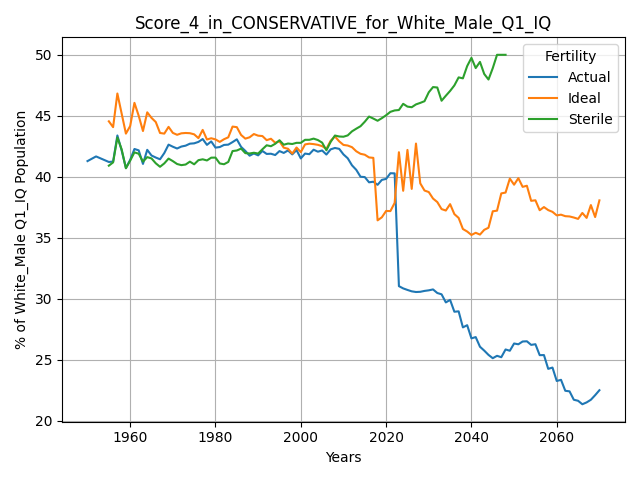 Score_4_in_CONSERVATIVE_for_White_Male_Q1_IQ
% of White_Male Q1_IQ Population
50
45
40
35
30
25
20
1960
1980
2000
2020
2040
2060
Years
Fertility
Actual
Ideal
Sterile